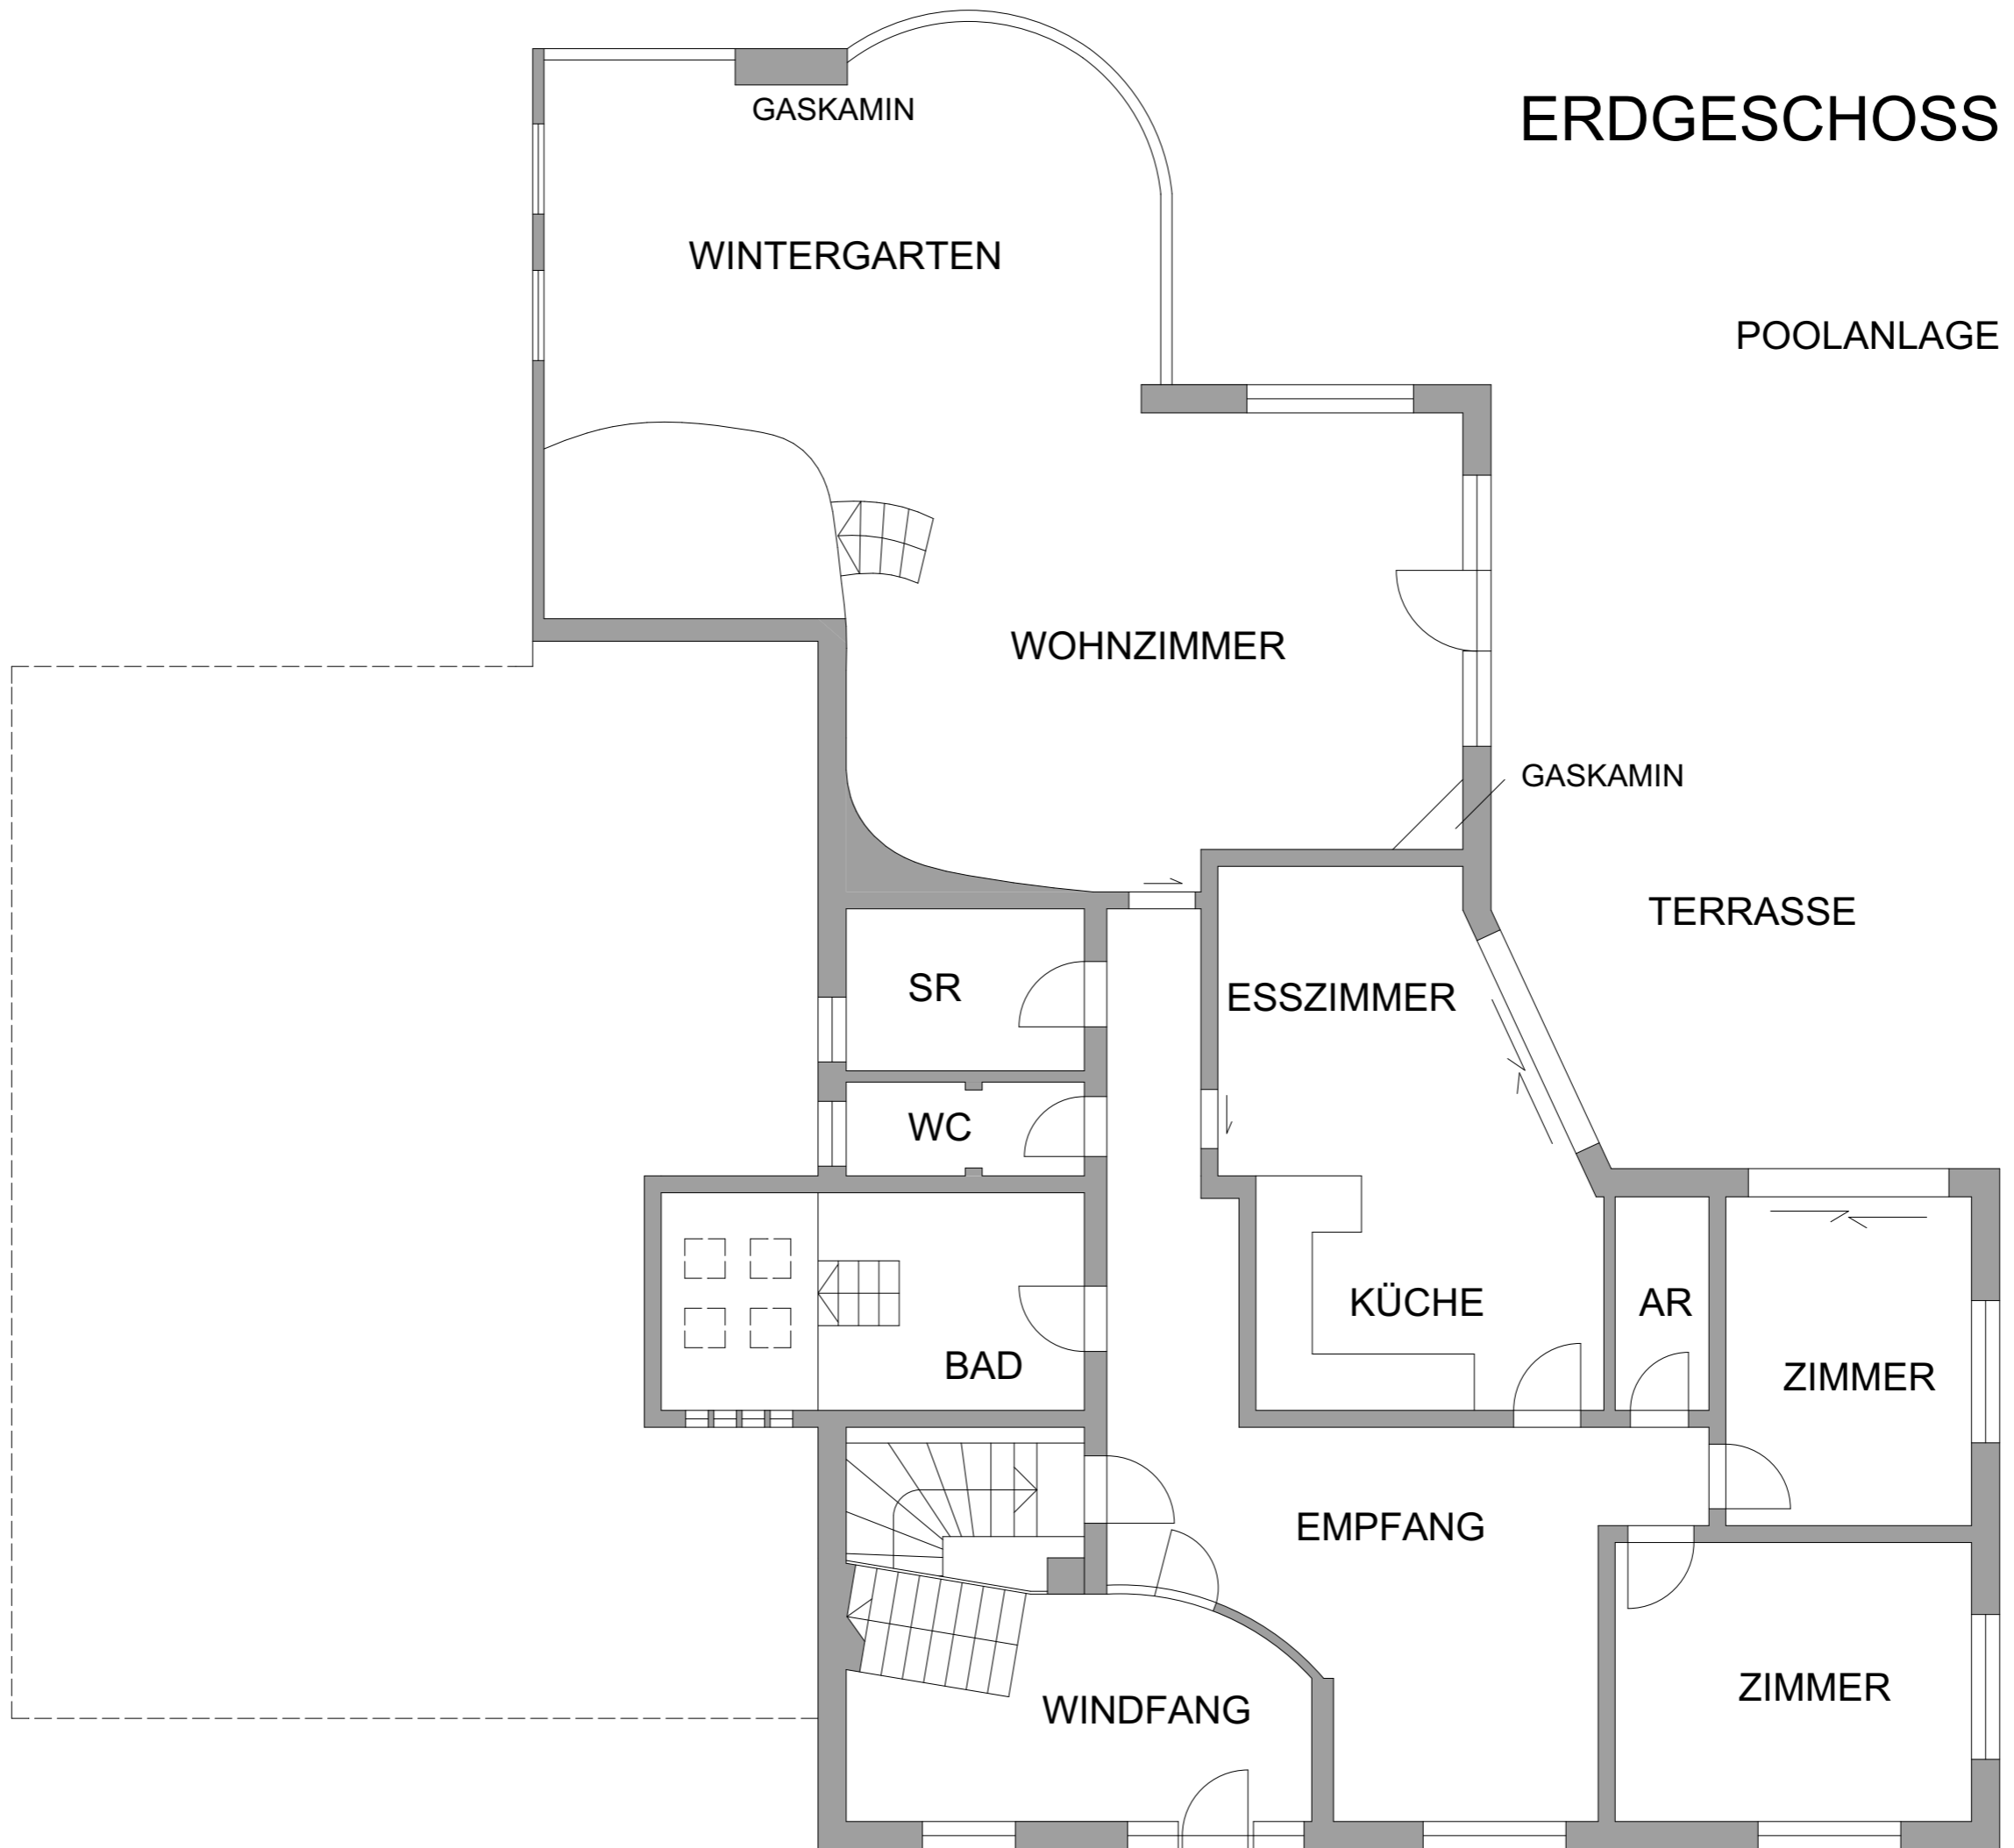 GASKAMIN
ERDGESCHOSS
WINTERGARTEN
POOLANLAGE
WOHNZIMMER
GASKAMIN
TERRASSE
SR
ESSZIMMER
WC
KÜCHE
AR
BAD
ZIMMER
EMPFANG
ZIMMER
WINDFANG